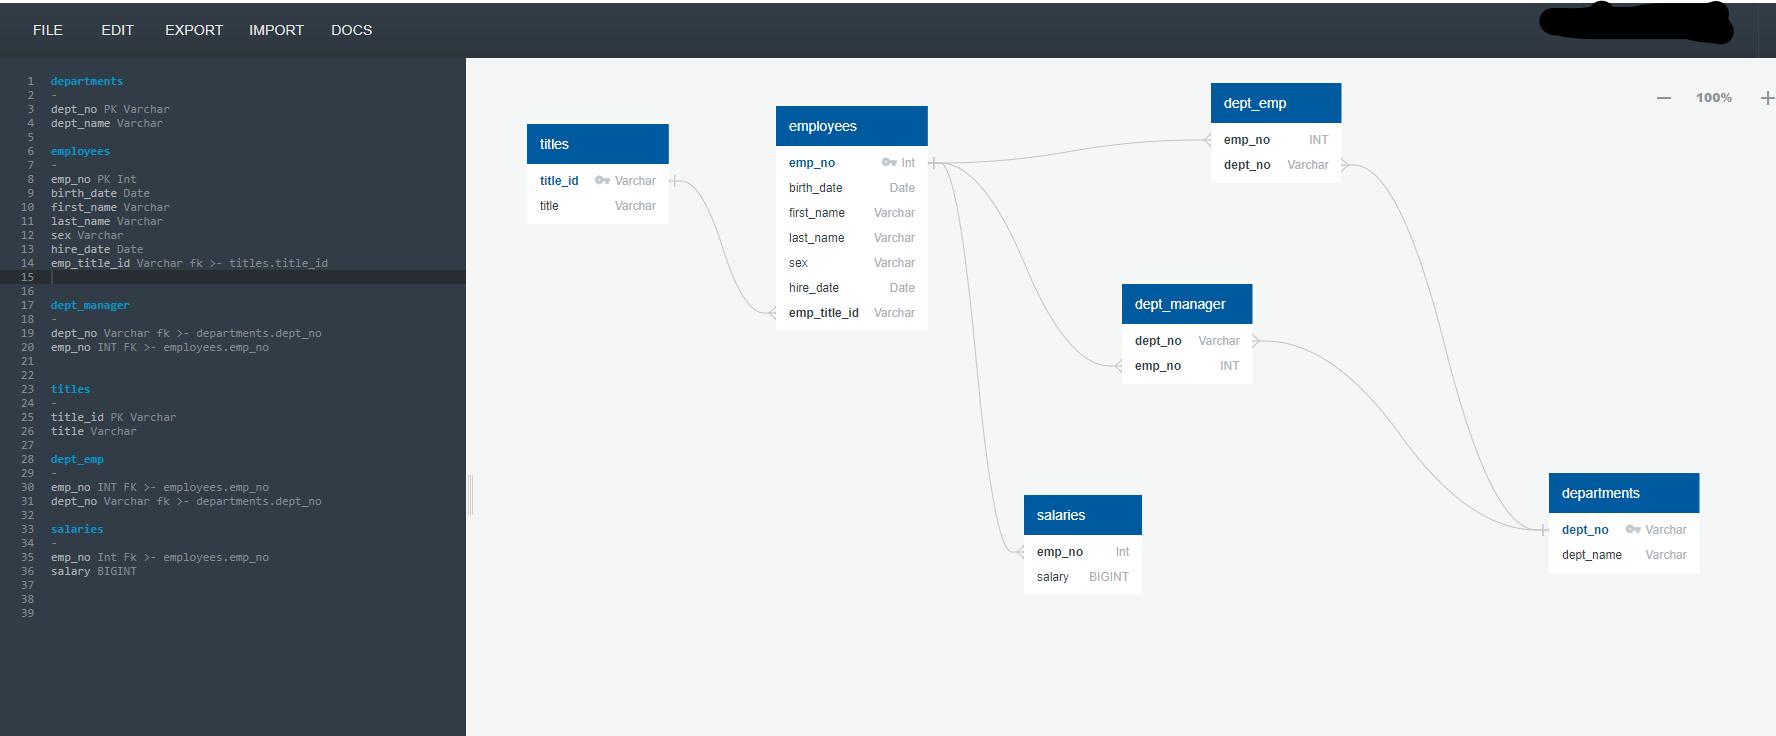 FILE EDIT EXPORT IMPORT DOCS
1 departments
2 -
3 dept_no PK Varchar
4 dept_name Varchar
5
6 employees
7 -
8 emp_no PK Int
9 birth_date Date
10 first_name Varchar
11 last_name Varchar
12 sex Varchar
13 hire_date Date
14 emp_title_id Varchar fk >- titles.title_id
15
16
17 dept_manager
18 -
19 dept_no Varchar fk >- departments.dept_no
20 emp_no INT FK >- employees.emp_no
21
22
23 titles
24 -
25 title_id PK Varchar
26 title Varchar
27
28 dept_emp
29 -
30 emp_no INT FK >- employees.emp_no
31 dept_no Varchar fk >- departments.dept_no
32
33 salaries
34 -
35 emp_no Int Fk >- employees.emp_no
36 salary BIGINT
37
38
39
titles
title_id Varchar
title Varchar
employees
emp_no Int
birth_date Date
first_name Varchar
last_name Varchar
sex Varchar
hire_date Date
emp_title_id Varchar
dept_emp
emp_no INT
dept_no Varchar
— 100% +
dept_manager
dept_no Varchar
emp_no INT
salaries
emp_no Int
salary BIGINT
departments
dept_no Varchar
dept_name Varchar